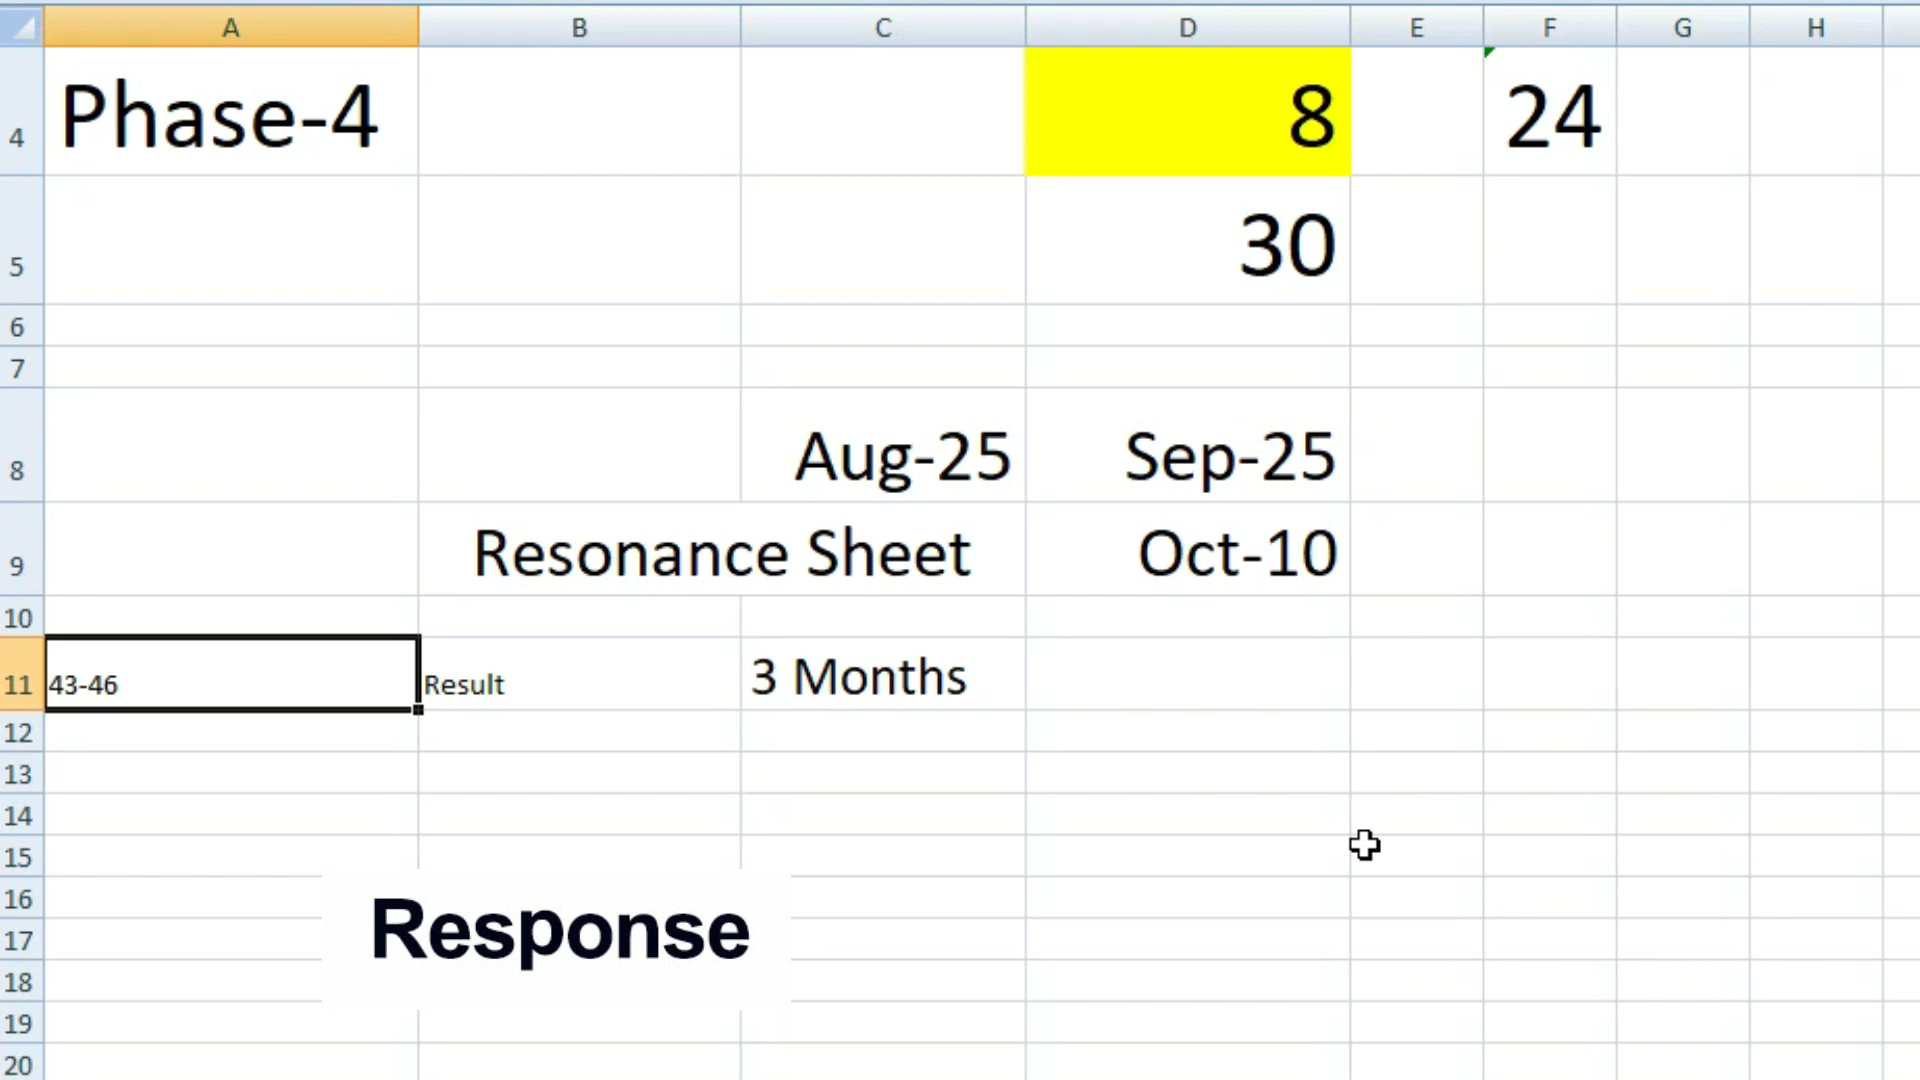 A B C D E F G H
4 Phase-4 8 24
5 30
6
7
8 Aug-25 Sep-25
9 Resonance Sheet Oct-10
10
11 43-46 Result 3 Months
12
13
14
15
16
17 Response
18
19
20